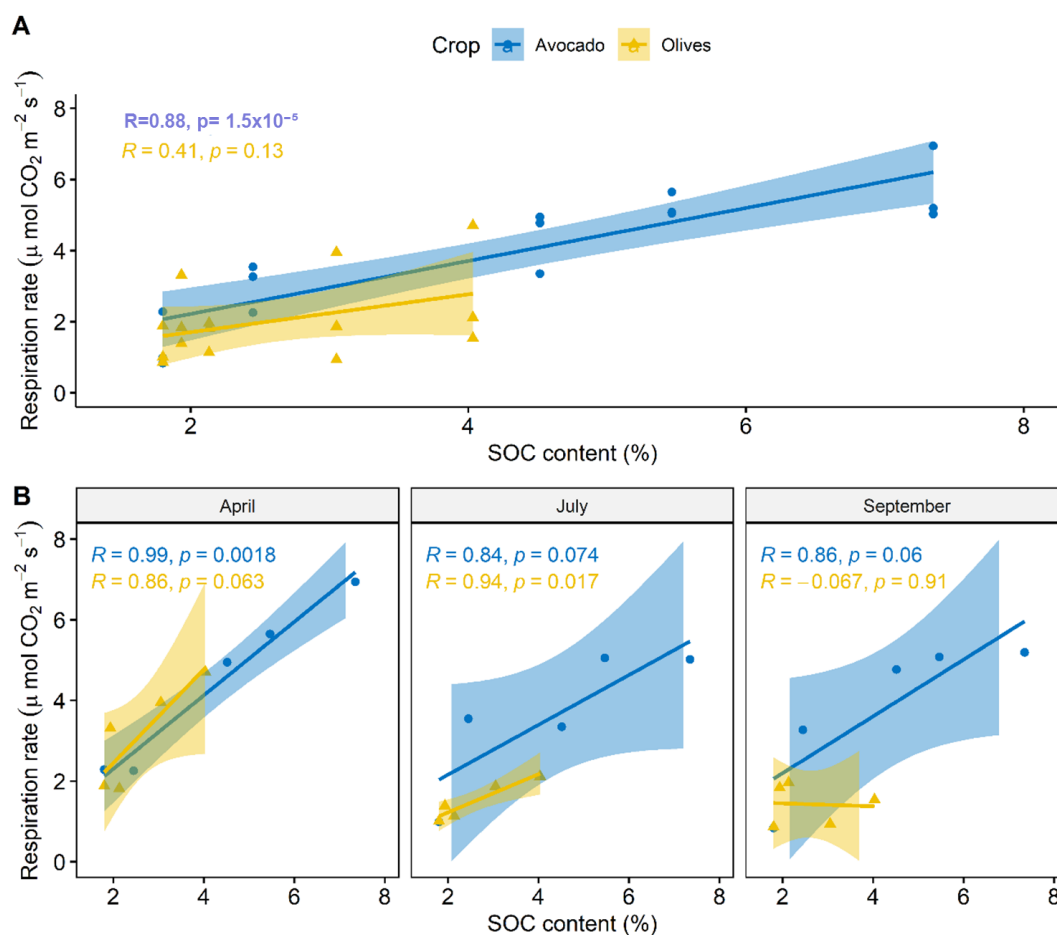 A
Crop Avocado Olives
Respiration rate (μ mol CO₂ m⁻² s⁻¹)
8
6
4
2
0
R=0.88, p= 1.5x10⁻⁵
R = 0.41, p = 0.13
2 4 6 8
SOC content (%)
B
April July September
Respiration rate (μ mol CO₂ m⁻² s⁻¹)
8
6
4
2
0
R = 0.99, p = 0.0018
R = 0.86, p = 0.063
R = 0.84, p = 0.074
R = 0.94, p = 0.017
R = 0.86, p = 0.06
R = −0.067, p = 0.91
2 4 6 8 2 4 6 8 2 4 6 8
SOC content (%)